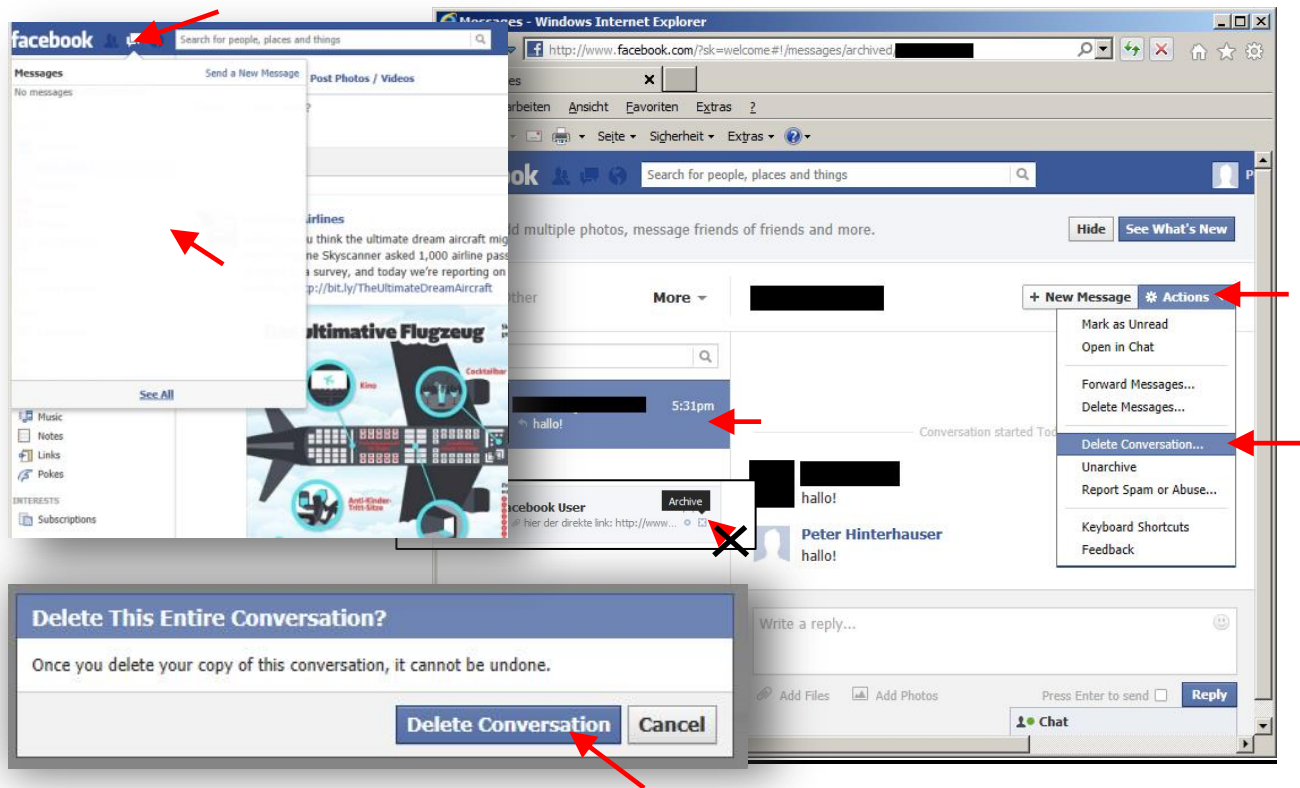 facebook
Search for people, places and things
Messages
Send a New Message
No messages
Post Photos / Videos
?
irlines
u think the ultimate dream aircraft mig
ne Skyscanner asked 1,000 airline pass
a survey, and today we're reporting on
p://bit.ly/TheUltimateDreamAircraft
ultimative Flugzeug
Kino
Cocktailbar
Anti-Kinder-
Tritt-Sitze
See All
Music
Notes
Links
Pokes
INTERESTS
Subscriptions
Messages - Windows Internet Explorer
http://www.facebook.com/?sk=welcome#!/messages/archived,
es
arbeiten Ansicht Favoriten Extras ?
Seite Sicherheit Extras
ook
Search for people, places and things
P
d multiple photos, message friends of friends and more.
Hide
See What's New
Other
More
+ New Message
Actions
Mark as Unread
Open in Chat
Forward Messages...
Delete Messages...
Delete Conversation...
Unarchive
Report Spam or Abuse...
Keyboard Shortcuts
Feedback
5:31pm
hallo!
Conversation started Tod
hallo!
Peter Hinterhauser
hallo!
acebook User
Archive
hier der direkte link: http://www...
Write a reply...
Add Files
Add Photos
Press Enter to send
Reply
Chat
Delete This Entire Conversation?
Once you delete your copy of this conversation, it cannot be undone.
Delete Conversation
Cancel